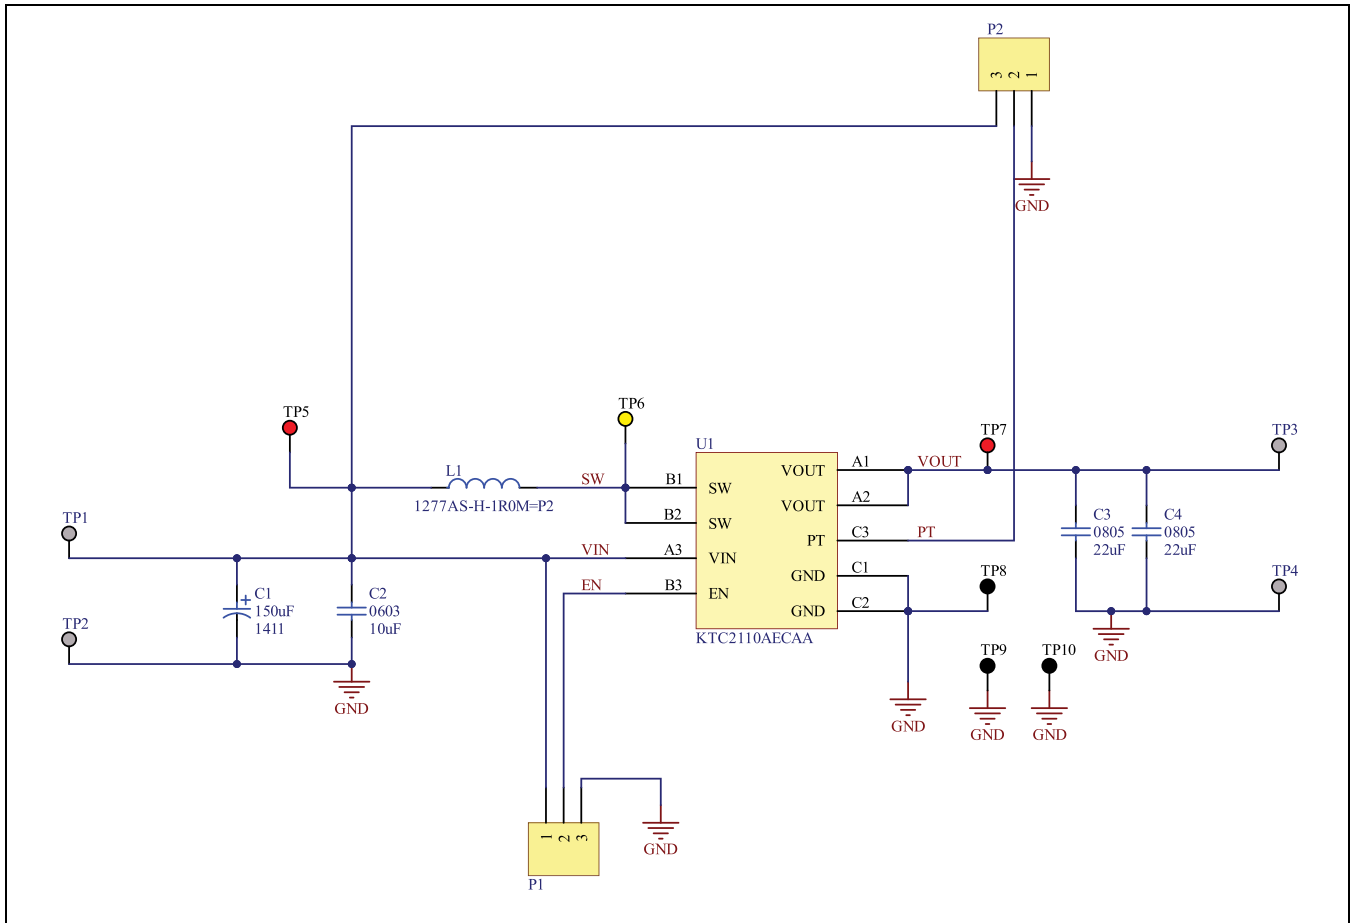 P2
3 2 1
GND
TP5
TP6
L1
SW
1277AS-H-1R0M=P2
U1
B1
SW
B2
SW
VIN
A3
VIN
EN
B3
EN
VOUT
A1
VOUT
VOUT
A2
PT
C3
PT
GND
C1
GND
C2
KTC2110AECAA
TP7
TP3
C3
0805
22uF
C4
0805
22uF
TP8
TP4
GND
TP1
C1
150uF
1411
C2
0603
10uF
TP2
GND
GND
TP9
GND
TP10
GND
1 2 3
P1
GND